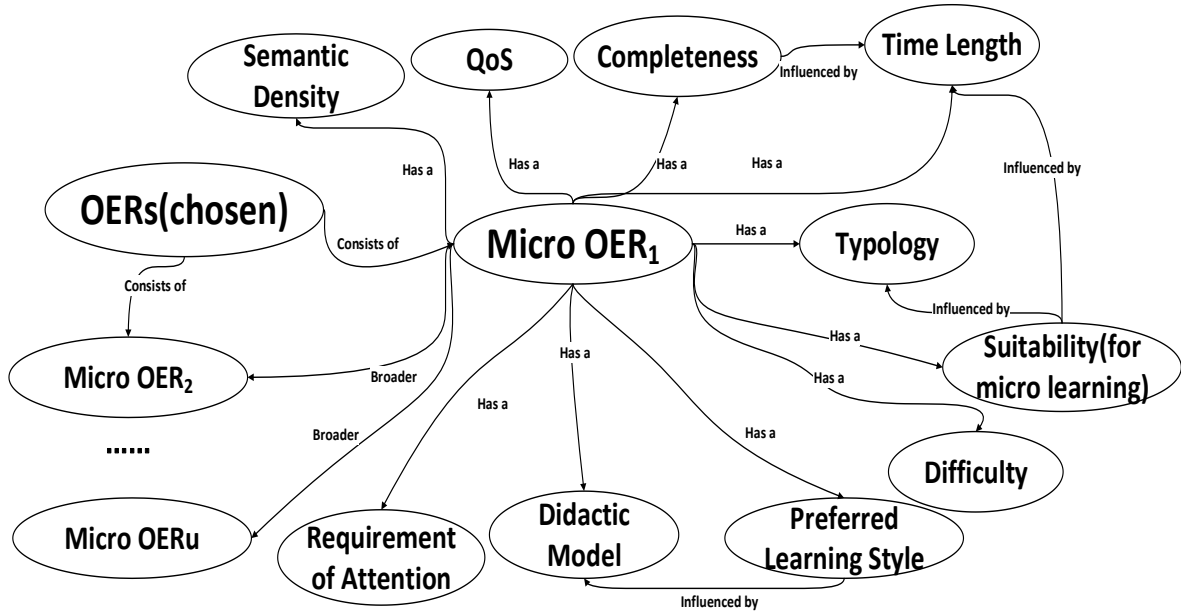 Semantic
Density
QoS
Completeness
Influenced by
Time Length
Has a
Has a
Has a
Has a
Influenced by
OERs(chosen)
Consists of
Consists of
Micro OER₁
Has a
Typology
Influenced by
Has a
Suitability(for
micro learning)
Micro OER₂
Broader
Has a
Has a
Has a
Has a
......
Broader
Difficulty
Micro OERu
Requirement
of Attention
Didactic
Model
Preferred
Learning Style
Influenced by